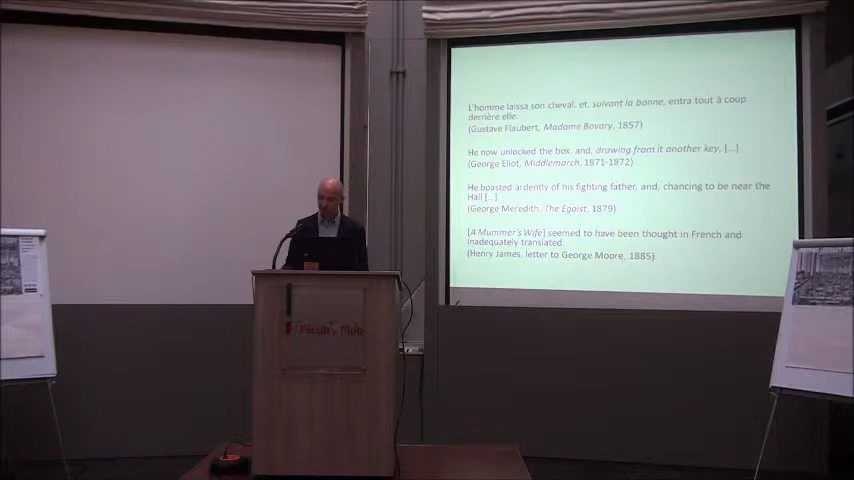 L'homme laissa son cheval, et, suivant la bonne, entra tout à coup
derrière elle.
(Gustave Flaubert, Madame Bovary, 1857)
He now unlocked the box, and, drawing from it another key, [...]
(George Eliot, Middlemarch, 1871-1872)
He boasted ardently of his fighting father, and, chancing to be near the
Hall [...]
(George Meredith, The Egoist, 1879)
[A Mummer's Wife] seemed to have been thought in French and
inadequately translated.
(Henry James, letter to George Moore, 1885)
Faculty Club